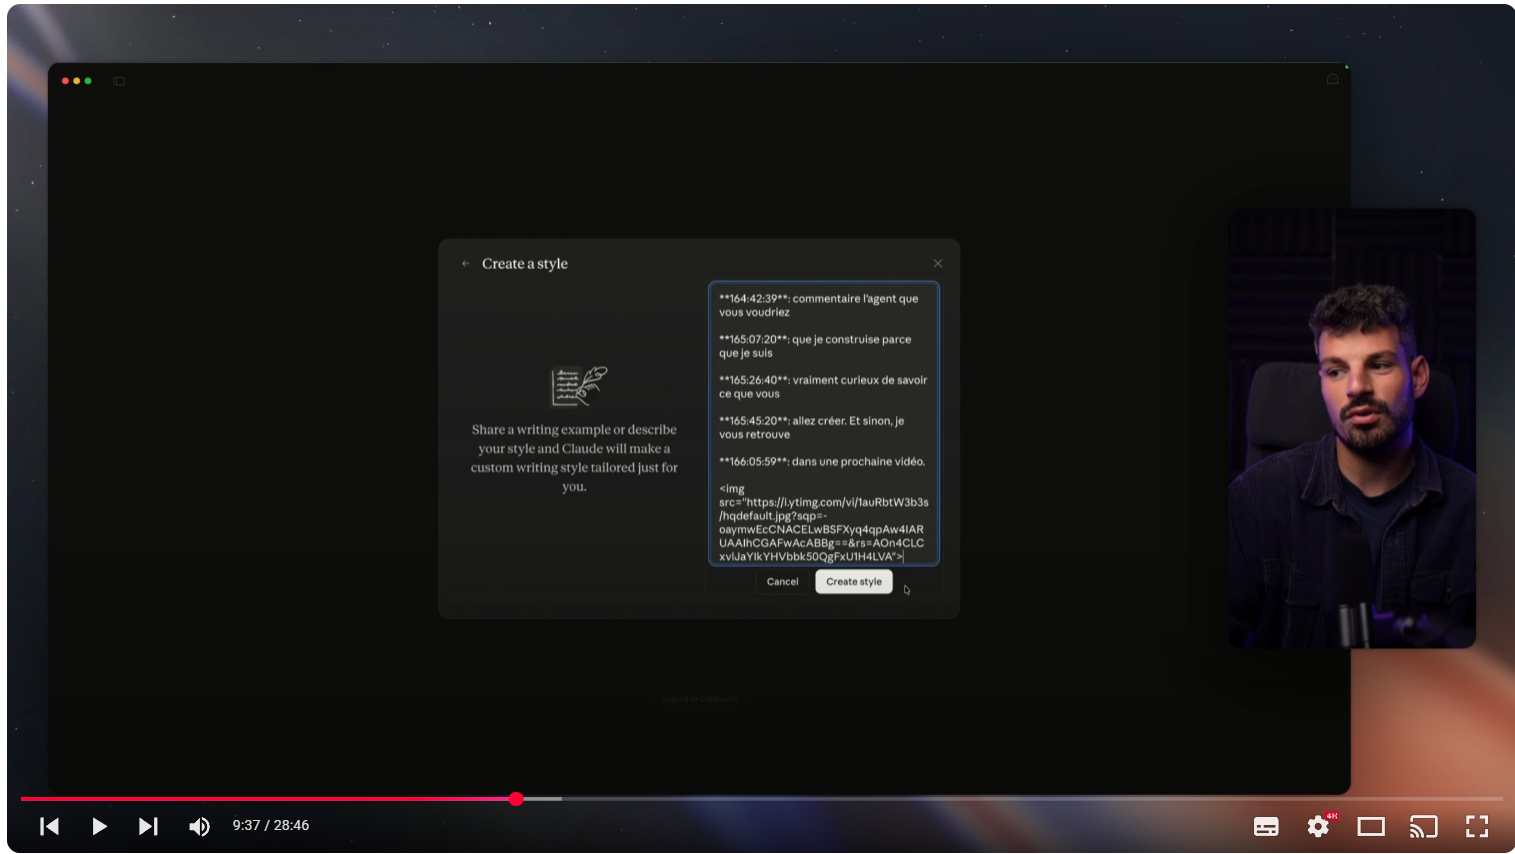 Create a style
Share a writing example or describe
your style and Claude will make a
custom writing style tailored just for
you.
**164:42:39**: commentaire l'agent que
vous voudriez
**165:07:20**: que je construise parce
que je suis
**165:26:40**: vraiment curieux de savoir
ce que vous
**165:45:20**: allez créer. Et sinon, je
vous retrouve
**166:05:59**: dans une prochaine vidéo.
<img
src="https://i.ytimg.com/vi/1auRbtW3b3s
/hqdefault.jpg?sqp=-
oaymwEcCNACELwBSFXyq4qpAw4IAR
UAAIhCGAFwAcABBg==&rs=AOn4CLC
xvIJaYIkYHVbbk50QgFxU1H4LVA">
Cancel
Create style
9:37 / 28:46
4K